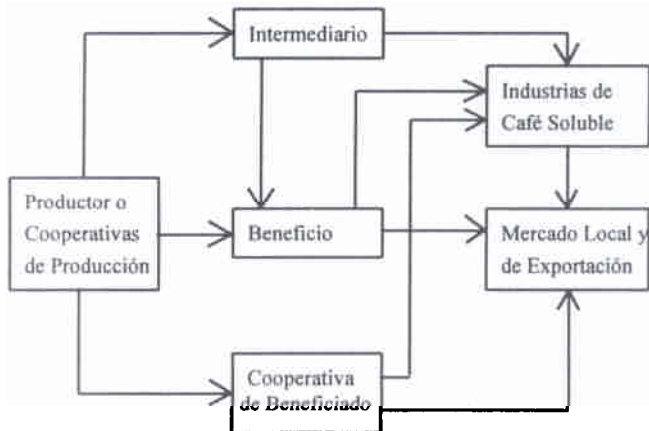 Intermediario
Industrias de
Café Soluble
Productor o
Cooperativas
de Producción
Beneficio
Mercado Local y
de Exportación
Cooperativa
de Beneficiado